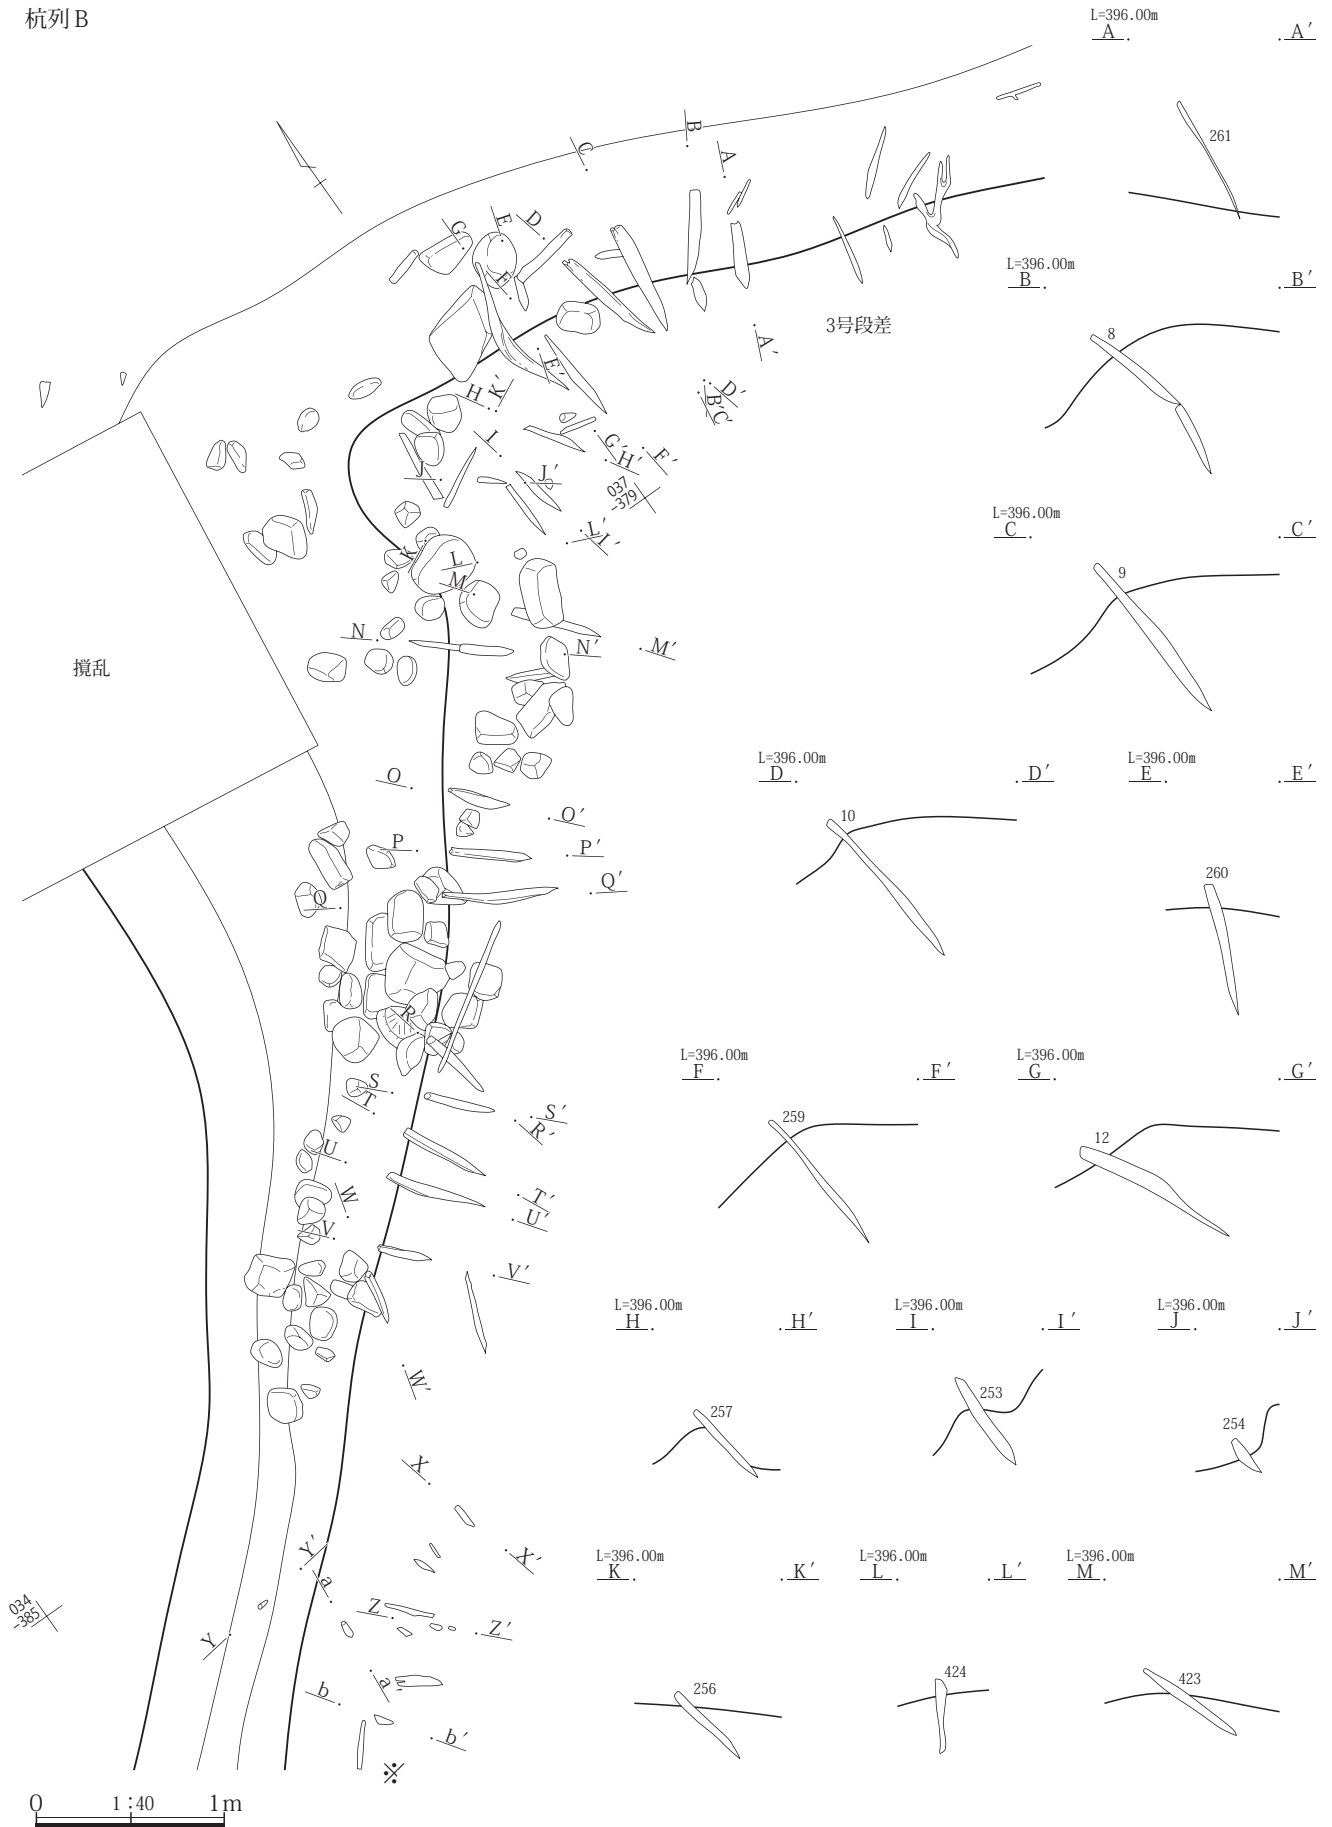 杭列B
L=396.00m
A A′
261
L=396.00m
B B′
8
L=396.00m
C C′
9
L=396.00m
D D′
10
L=396.00m
E E′
260
L=396.00m
F F′
259
L=396.00m
G G′
12
L=396.00m
H H′
257
L=396.00m
I I′
253
L=396.00m
J J′
254
L=396.00m
K K′
256
L=396.00m
L L′
424
L=396.00m
M M′
423
B
C
A
G
E
D
F
3号段差
A′
E′
D′
B′
C′
H
K′
I
G′
H′
F′
J
J′
037
-379
L′
I′
K
L
M
N
N′
M′
撹乱
O
O′
P
P′
Q
Q′
R
S
T
S′
R′
U
W
T′
U′
V
V′
W′
X
X′
Y′
a
Z
Z′
034
-385
Y
a′
b
b′
※
0 1:40 1m